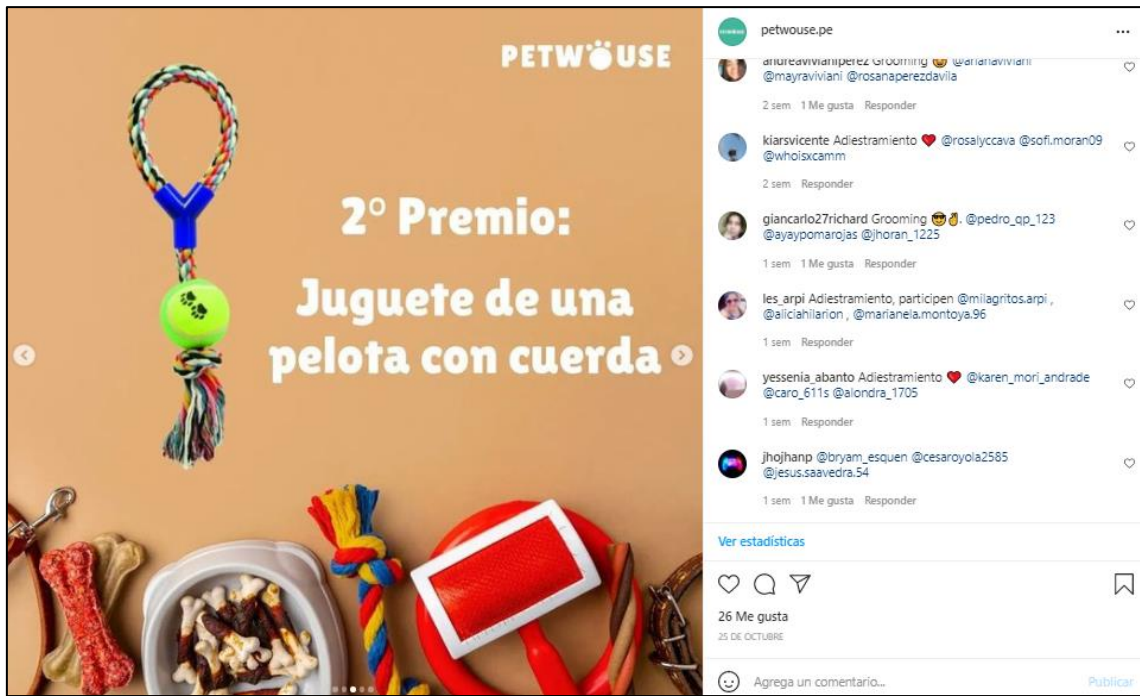 PETWOUSE
2° Premio:
Juguete de una
pelota con cuerda
petwouse.pe
andreavivianiperez Grooming @arianaviviani
@mayraviviani @rosanaperezdavila
2 sem 1 Me gusta Responder
kiarsvicente Adiestramiento ❤️ @rosalyccava @sofi.moran09
@whoisxcamm
2 sem Responder
giancarlo27richard Grooming 😎✌️. @pedro_qp_123
@ayaypomarojas @jhoran_1225
1 sem 1 Me gusta Responder
les_arpi Adiestramiento, participen @milagritos.arpi ,
@aliciahilarion , @marianela.montoya.96
1 sem Responder
yessenia_abanto Adiestramiento ❤️ @karen_mori_andrade
@caro_611s @alondra_1705
1 sem Responder
jhojhanp @bryam_esquen @cesaroyola2585
@jesus.saavedra.54
1 sem 1 Me gusta Responder
Ver estadísticas
26 Me gusta
25 DE OCTUBRE
Agrega un comentario... Publicar